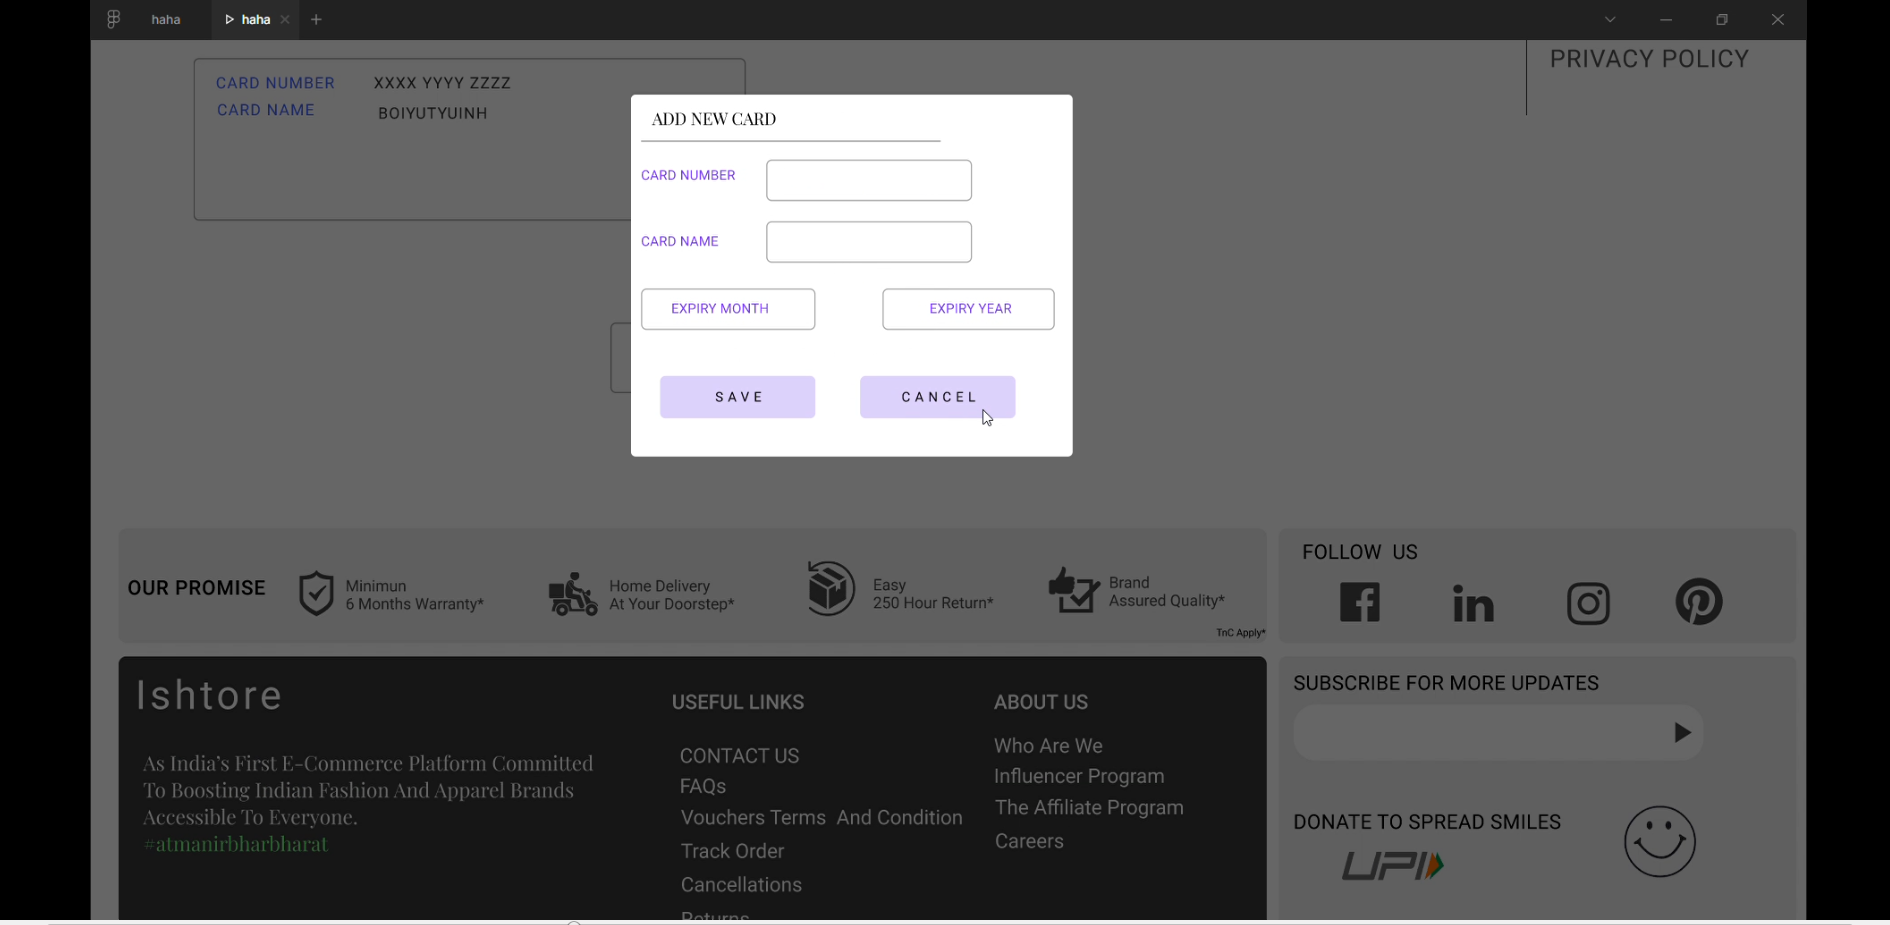 haha
haha
CARD NUMBER XXXX YYYY ZZZZ
CARD NAME BOIYUTYUINH
PRIVACY POLICY
ADD NEW CARD
CARD NUMBER
CARD NAME
EXPIRY MONTH EXPIRY YEAR
SAVE CANCEL
OUR PROMISE
Minimun
6 Months Warranty*
Home Delivery
At Your Doorstep*
Easy
250 Hour Return*
Brand
Assured Quality*
TnC Apply*
FOLLOW US
Ishtore
As India's First E-Commerce Platform Committed
To Boosting Indian Fashion And Apparel Brands
Accessible To Everyone.
#atmanirbharbharat
USEFUL LINKS
CONTACT US
FAQs
Vouchers Terms And Condition
Track Order
Cancellations
Returns
ABOUT US
Who Are We
Influencer Program
The Affiliate Program
Careers
SUBSCRIBE FOR MORE UPDATES
DONATE TO SPREAD SMILES
UPI